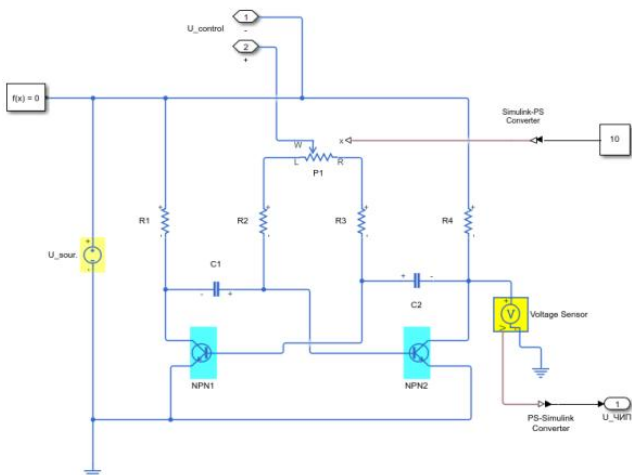 1
U_control
-
2
+
f(x) = 0
Simulink-PS
Converter
W
x
10
L
R
P1
R1
R2
R3
R4
+
+
+
+
U_sour.
+
-
C1
-
+
+
-
C2
+
V
Voltage Sensor
V
NPN1
NPN2
PS-Simulink
Converter
1
U_ЧИП